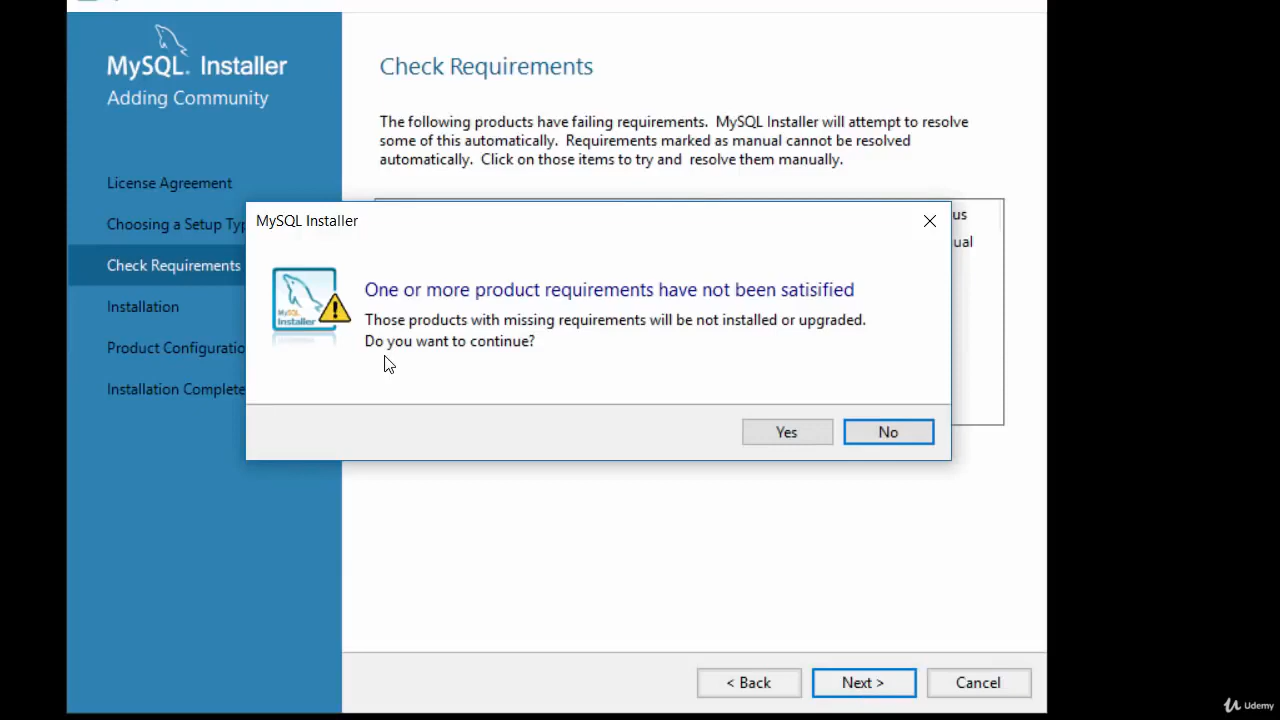 MySQL. Installer
Adding Community
License Agreement
Choosing a Setup Typ
Check Requirements
Installation
Product Configuratio
Installation Complete
Check Requirements
The following products have failing requirements. MySQL Installer will attempt to resolve
some of this automatically. Requirements marked as manual cannot be resolved
automatically. Click on those items to try and resolve them manually.
us
ual
MySQL Installer
MySQL
Installer
One or more product requirements have not been satisified
Those products with missing requirements will be not installed or upgraded.
Do you want to continue?
Yes
No
< Back
Next >
Cancel
Udemy